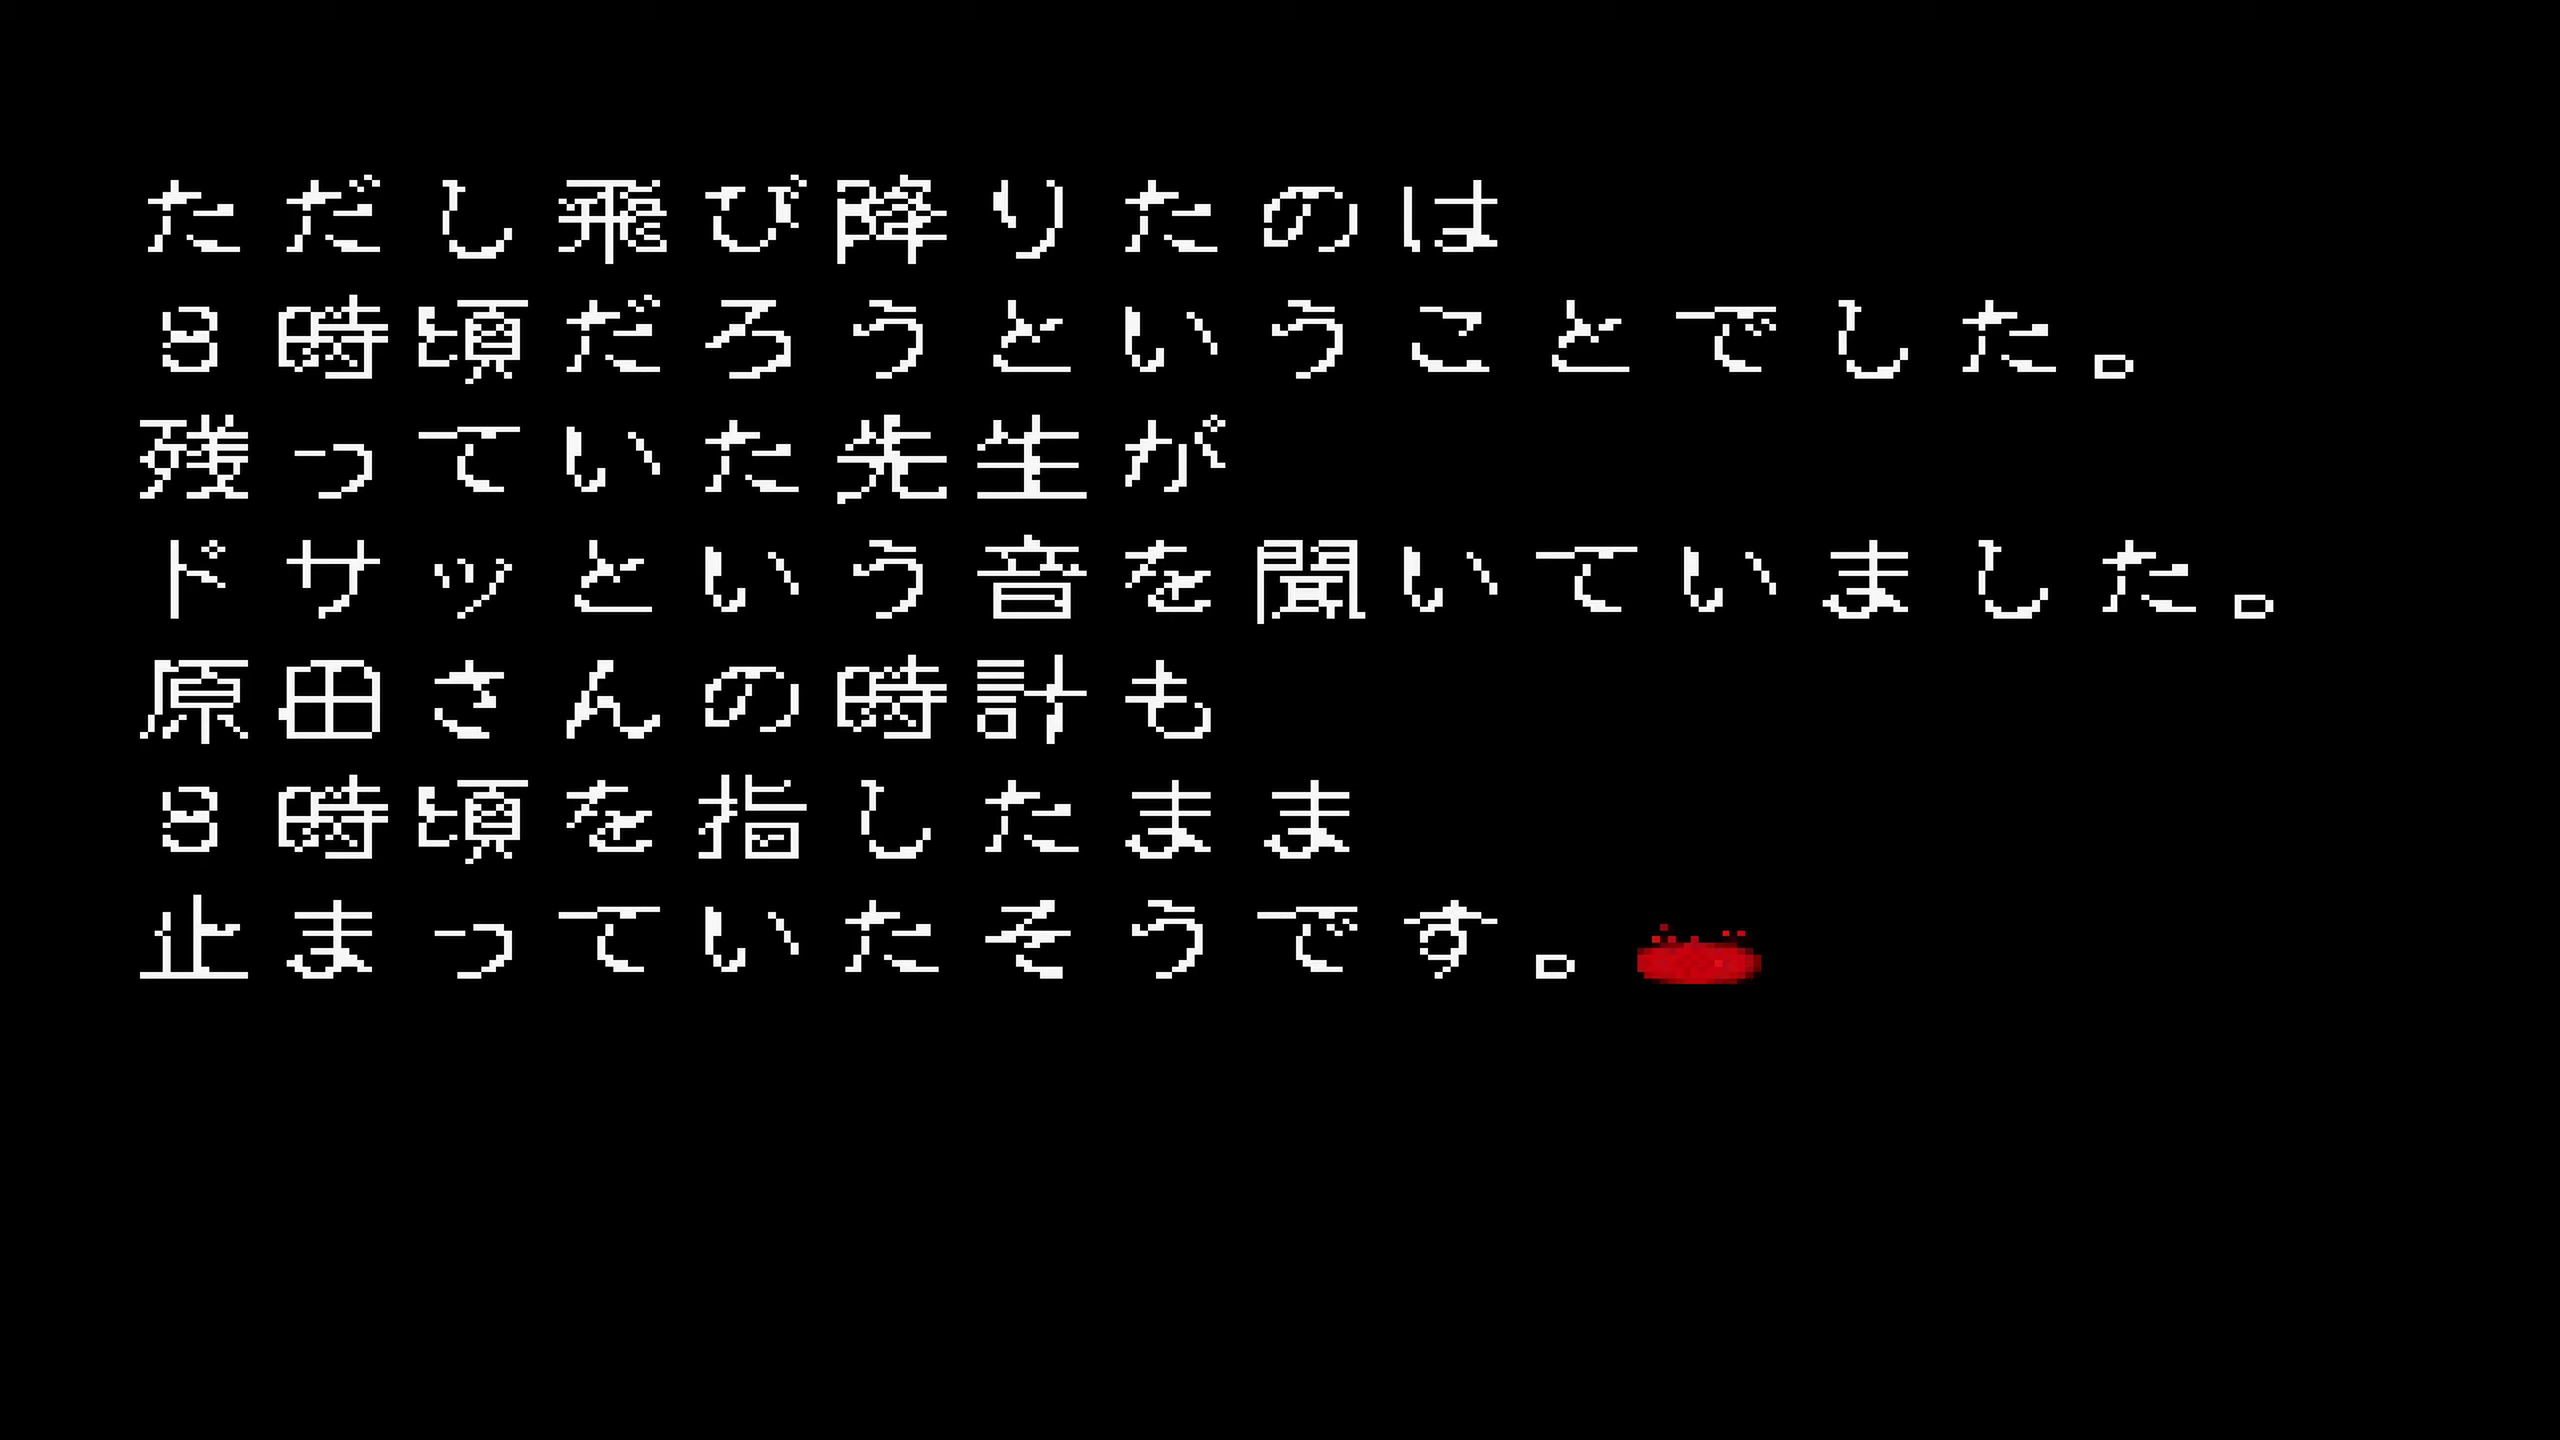 ただし飛び降りたのは
8時頃だろうということでした。
残っていた先生が
ドサッという音を聞いていました。
原田さんの時計も
8時頃を指したまま
止まっていたそうです。